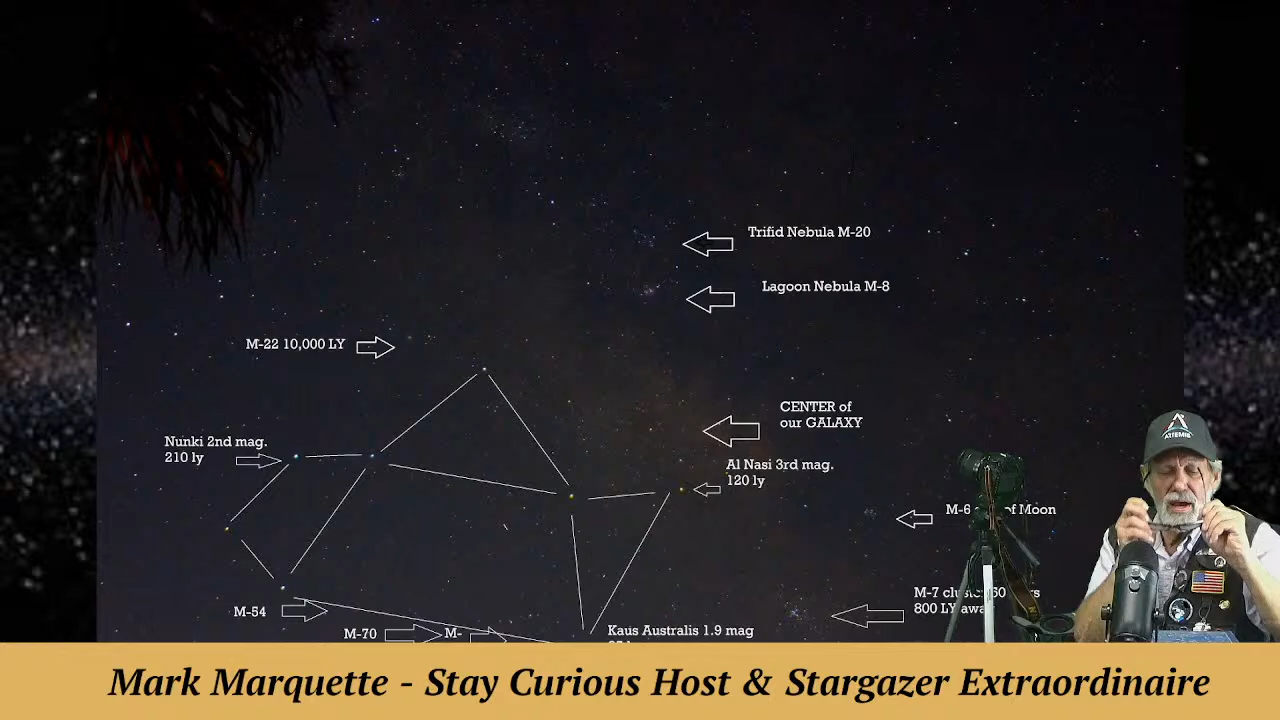 Trifid Nebula M-20
Lagoon Nebula M-8
M-22 10,000 LY
CENTER of
our GALAXY
Nunki 2nd mag.
210 ly
Al Nasi 3rd mag.
120 ly
M-6 of Moon
M-7
800 LY
M-54
M-70
M-
Kaus Australis 1.9 mag
ARTEMIS
Mark Marquette - Stay Curious Host & Stargazer Extraordinaire